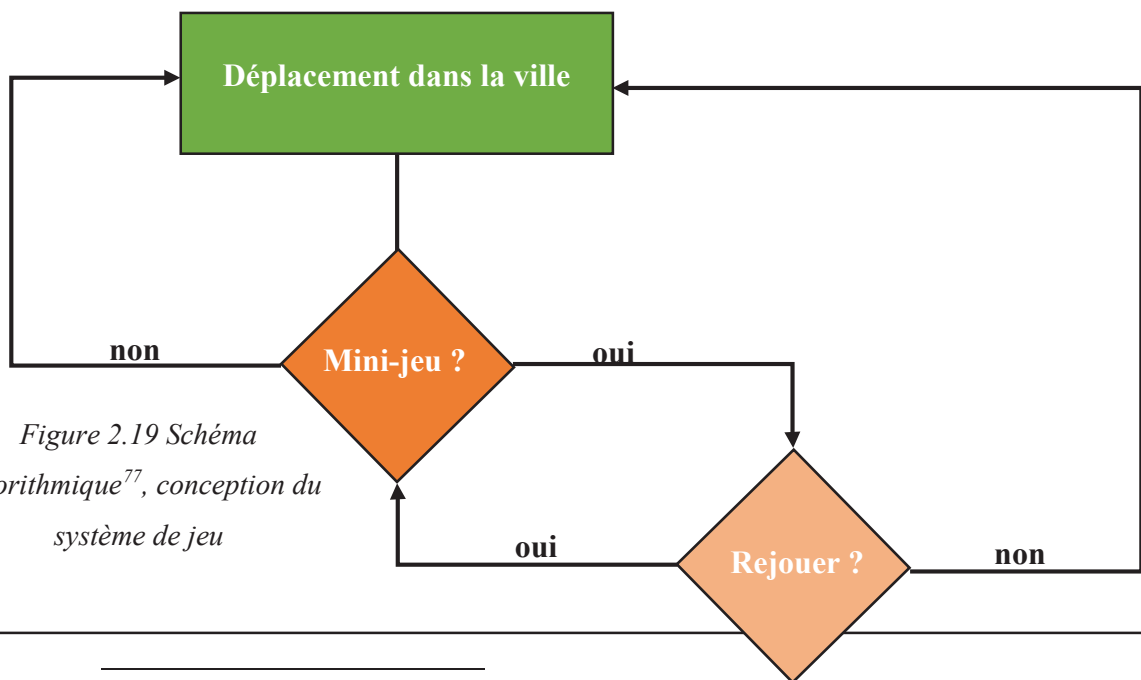 Déplacement dans la ville
non
Mini-jeu ?
oui
Figure 2.19 Schéma
orithmique77, conception du
système de jeu
oui
Rejouer ?
non